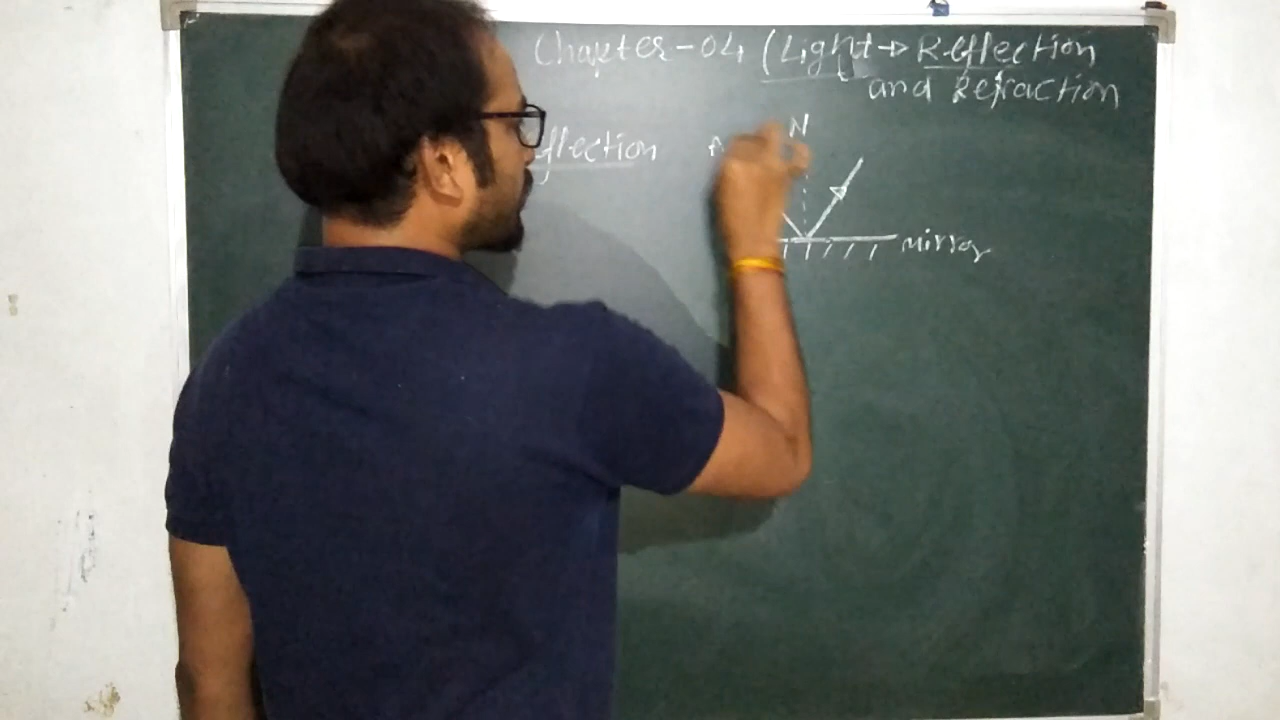 Chapter-04 (Light → Reflection
and Refraction
flection
A
N
mirror